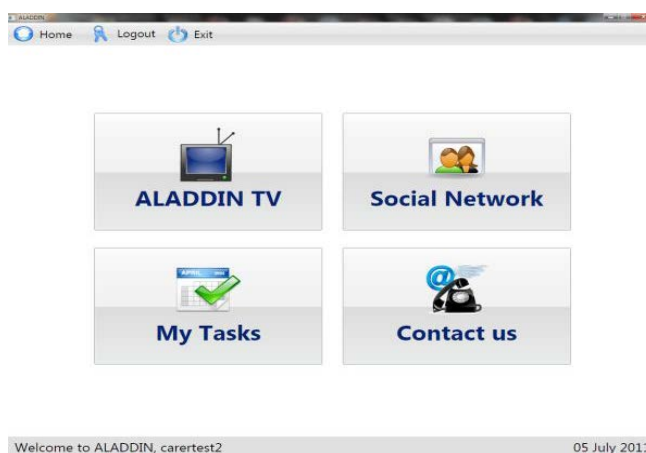 ALADDIN
Home Logout Exit
ALADDIN TV
Social Network
APRIL
My Tasks
Contact us
Welcome to ALADDIN, carertest2 05 July 2011